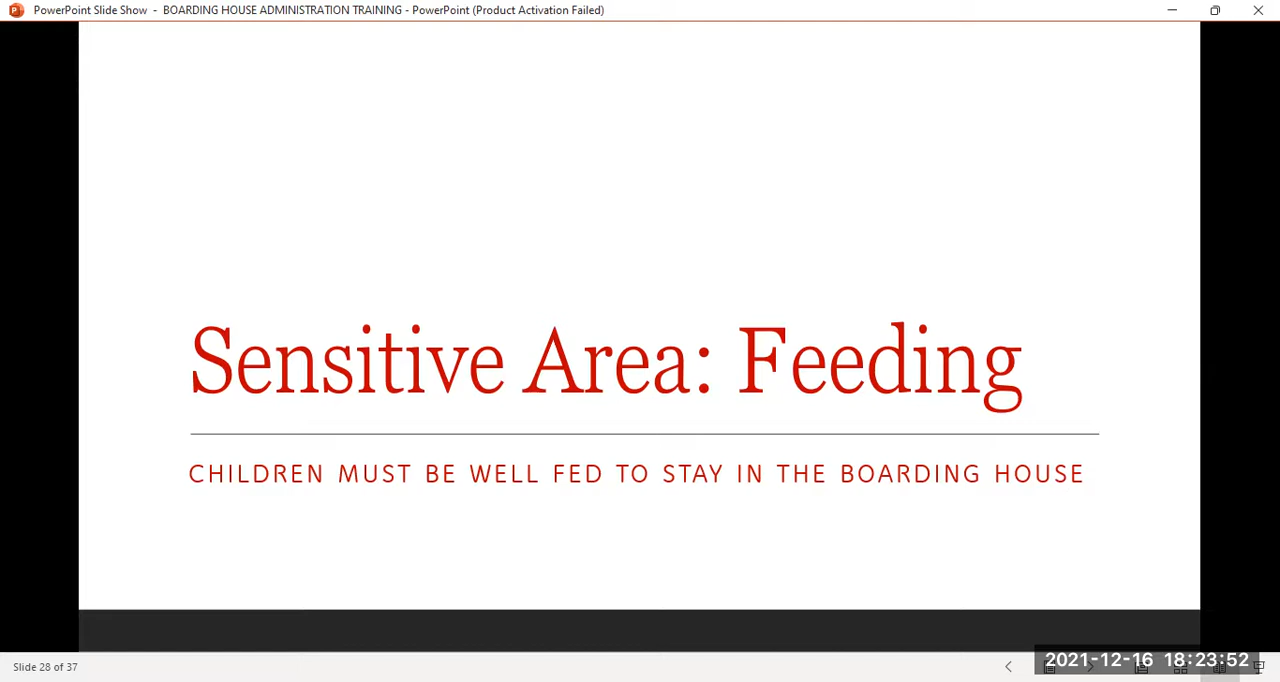 PowerPoint Slide Show - BOARDING HOUSE ADMINISTRATION TRAINING - PowerPoint (Product Activation Failed)
Sensitive Area: Feeding
CHILDREN MUST BE WELL FED TO STAY IN THE BOARDING HOUSE
Slide 28 of 37
2021-12-16 18:23:52